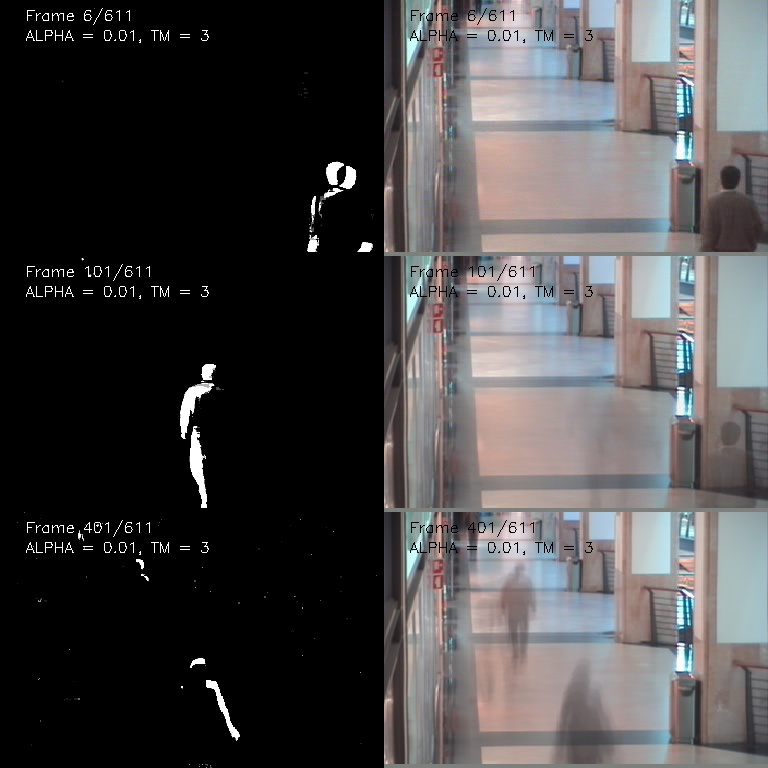 Frame 6/611
ALPHA = 0.01, TM = 3
Frame 6/611
ALPHA = 0.01, TM = 3
Frame 101/611
ALPHA = 0.01, TM = 3
Frame 101/611
ALPHA = 0.01, TM = 3
Frame 401/611
ALPHA = 0.01, TM = 3
Frame 401/611
ALPHA = 0.01, TM = 3